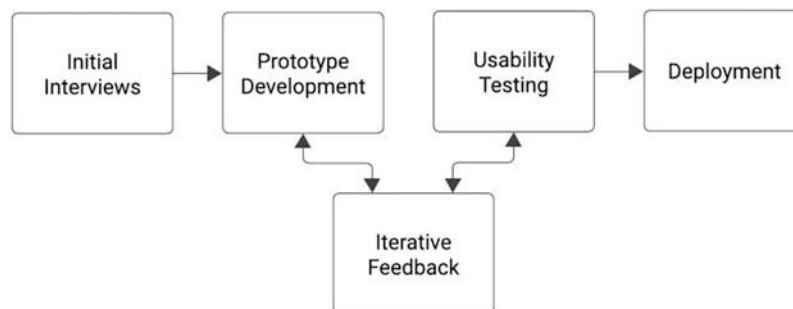 Initial
Interviews
Prototype
Development
Usability
Testing
Deployment
Iterative
Feedback